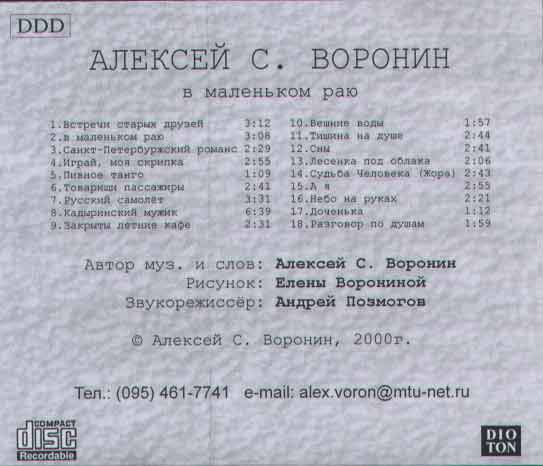 DDD
АЛЕКСЕЙ С. ВОРОНИН
в маленьком раю
1.Встречи старых друзей 3:12
2.в маленьком раю 3:08
3.Санкт-Петербуржский романс 2:29
4.Играй, моя скрипка 2:55
5.Пивное танго 1:09
6.Товарищи пассажиры 2:41
7.Русский самолёт 3:31
8.Кадыринский мужик 6:39
9.Закрыты летние кафе 2:31
10.Вешние воды 1:57
11.Тишина на душе 2:44
12.Сны 2:41
13.Лесенка под облака 2:06
14.Судьба Человека (Жора) 2:43
15.А я 2:55
16.Небо на руках 2:21
17.Доченька 1:12
18.Разговор по душам 1:59
Автор муз. и слов: Алексей С. Воронин
Рисунок: Елены Ворониной
Звукорежиссёр: Андрей Позмогов
© Алексей С. Воронин, 2000г.
Тел.: (095) 461-7741 e-mail: alex.voron@mtu-net.ru
COMPACT
disc
Recordable
DIO
TON